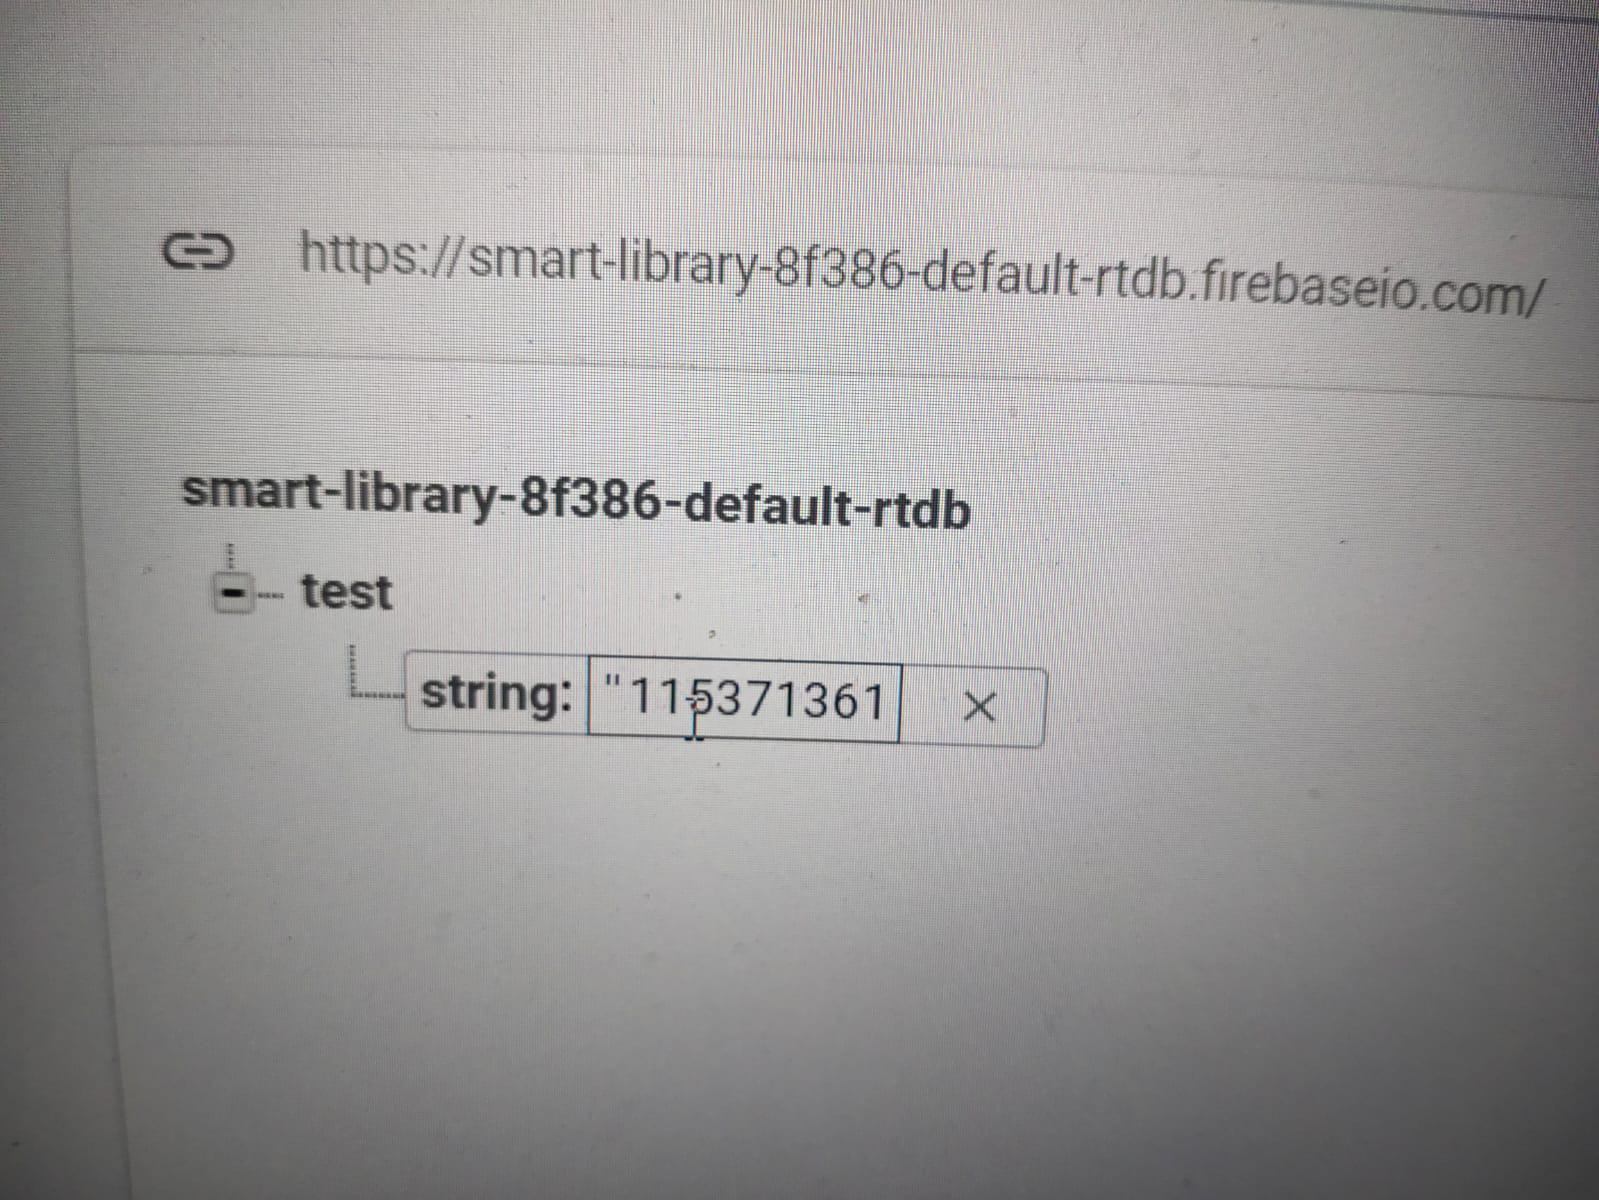 https://smart-library-8f386-default-rtdb.firebaseio.com/
smart-library-8f386-default-rtdb
test
string: "115371361